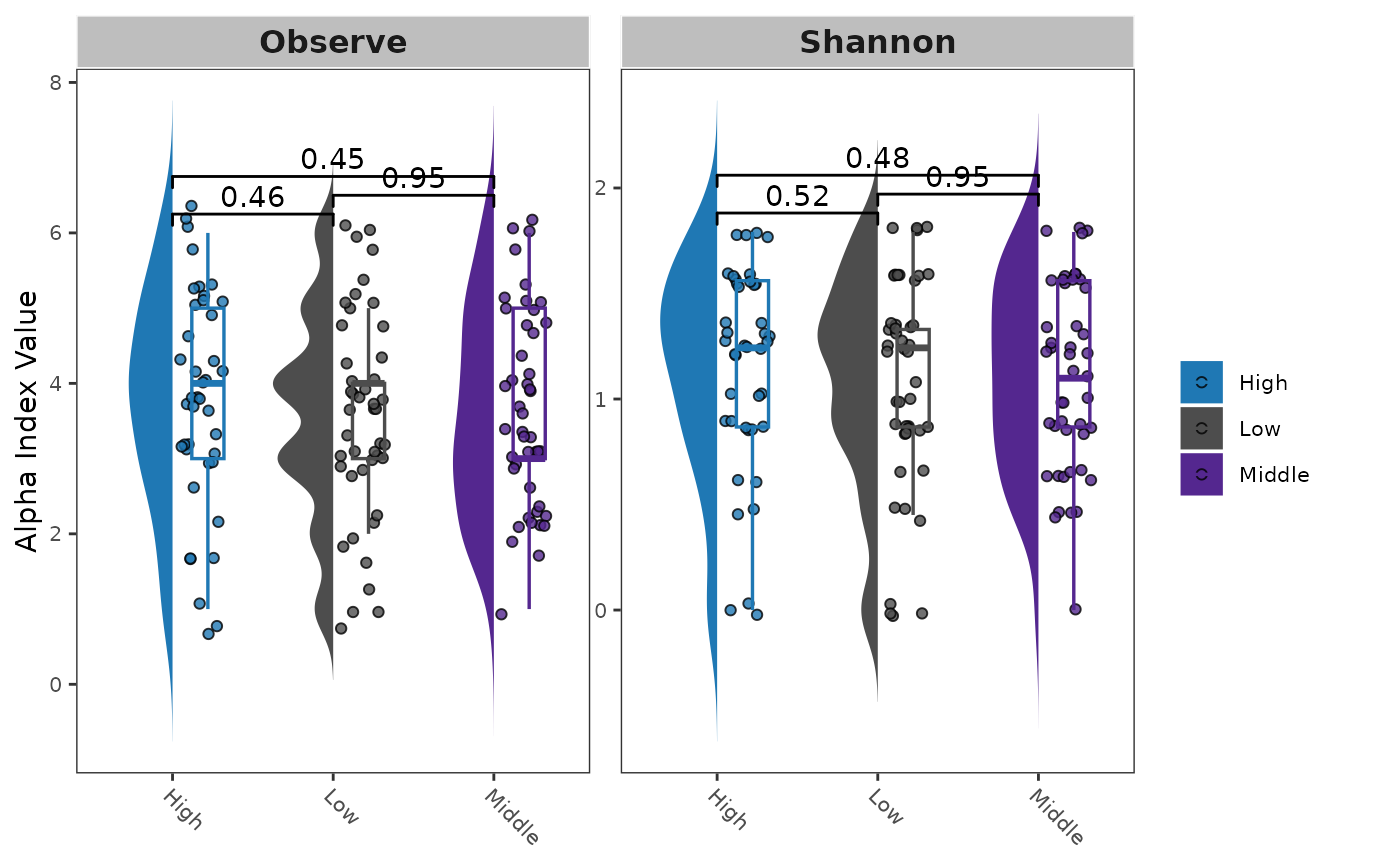 Observe
Shannon
Alpha Index Value
8
6
4
2
0
0.45
0.95
0.46
High
Low
Middle
2
1
0
0.48
0.95
0.52
High
Low
Middle
High
Low
Middle